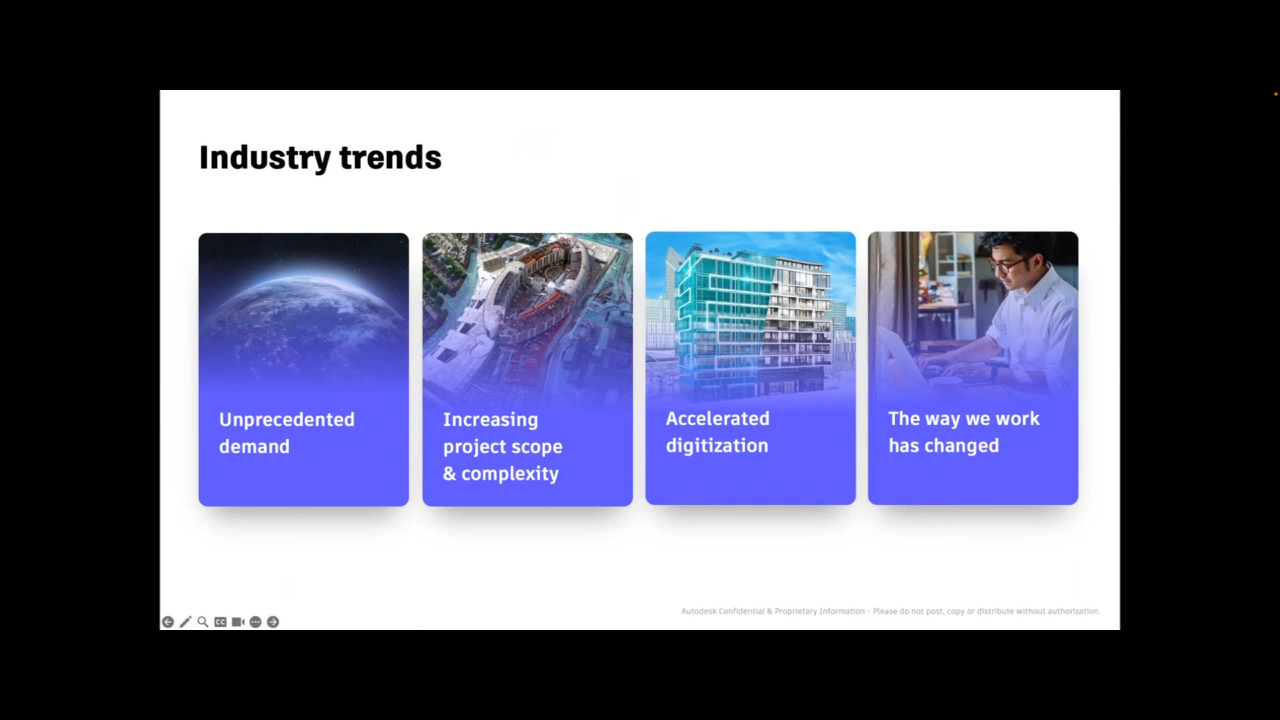 Industry trends
Unprecedented
demand
Increasing
project scope
& complexity
Accelerated
digitization
The way we work
has changed
Autodesk Confidential & Proprietary Information - Please do not post, copy or distribute without authorization.
CC